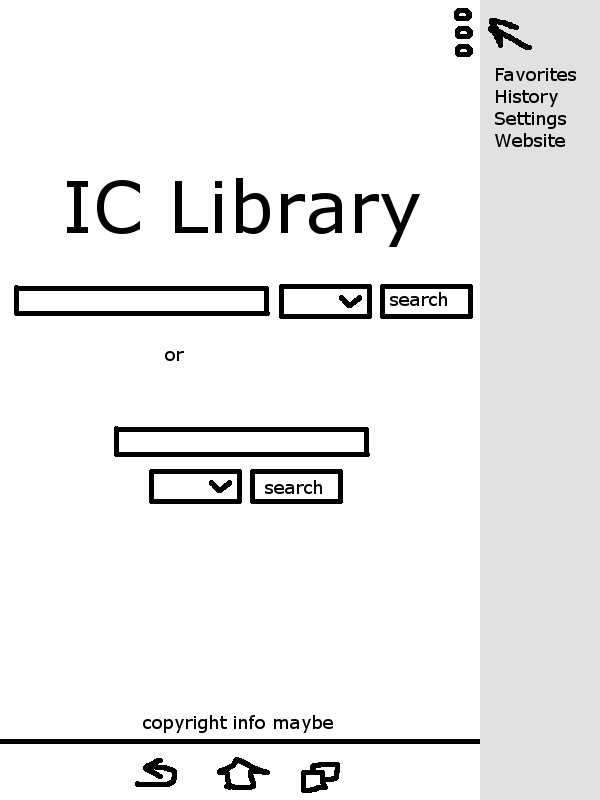 Favorites
History
Settings
Website
IC Library
search
or
search
copyright info maybe